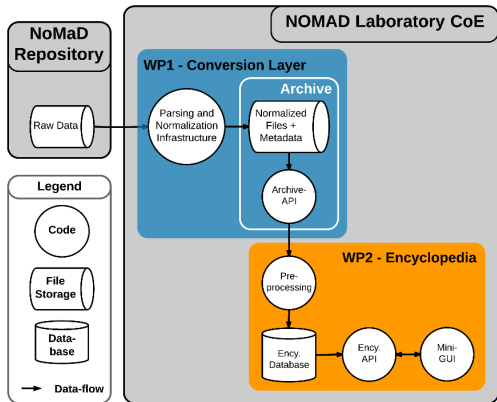 NoMaD
Repository
Raw Data
NOMAD Laboratory CoE
WP1 - Conversion Layer
Archive
Parsing and
Normalization
Infrastructure
Normalized
Files +
Metadata
Archive-
API
Legend
Code
File
Storage
Data-
base
Data-flow
WP2 - Encyclopedia
Pre-
processing
Ency.
Database
Ency.
API
Mini-
GUI